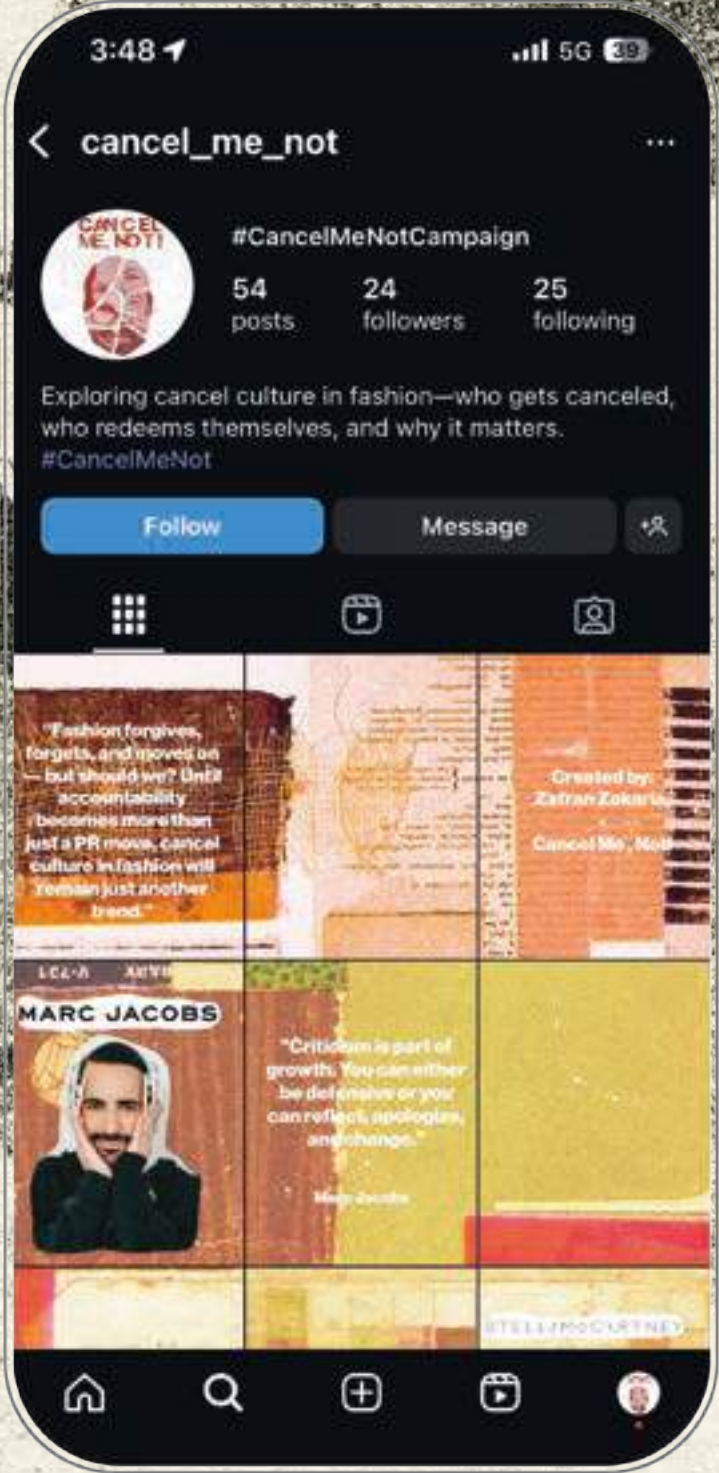 3:48
5G 39
cancel_me_not
CANCEL
ME, NOT!
#CancelMeNotCampaign
54
posts
24
followers
25
following
Exploring cancel culture in fashion—who gets canceled,
who redeems themselves, and why it matters.
#CancelMeNot
Follow
Message
"Fashion forgives,
forgets, and moves on
— but should we? Until
accountability
becomes more than
just a PR move, cancel
culture in fashion will
remain just another
trend."
Created by:
Zafran Zokaria
Cancel Me, Not!
MARC JACOBS
"Criticism is part of
growth. You can either
be defensive or you
can reflect, apologize,
and change."
Marc Jacobs
STELLA McCARTNEY